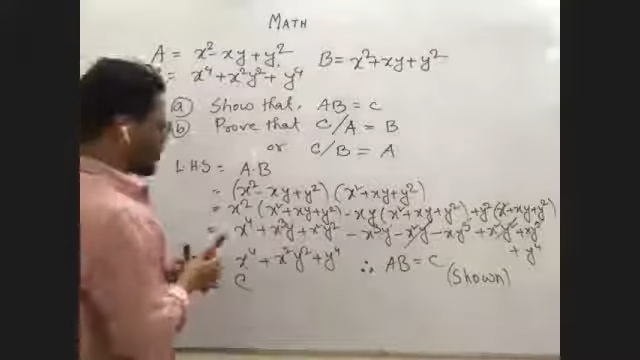 Math
A = x² - xy + y²   B = x² + xy + y²
= x⁴ + x²y² + y⁴
(a) Show that, AB = C
(b) Prove that C/A = B
or C/B = A
L.H.S = A.B
= (x² - xy + y²) (x² + xy + y²)
= x² (x² + xy + y²) - xy (x² + xy + y²) + y² (x² + xy + y²)
= x⁴ + x³y + x²y² - x³y - x²y² - xy³ + x²y² + xy³
+ y⁴
x⁴ + x²y² + y⁴   ∴ AB = C
C   (Shown)